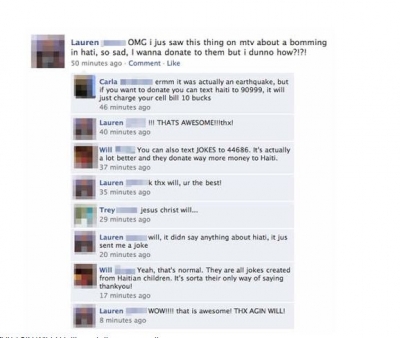 Lauren OMG i jus saw this thing on mtv about a bomming
in hati, so sad, I wanna donate to them but i dunno how?!?!
50 minutes ago · Comment · Like
Carla ermm it was actually an earthquake, but
if you want to donate you can text haiti to 90999, it will
just charge your cell bill 10 bucks
46 minutes ago
Lauren !!! THATS AWESOME!!!thx!
40 minutes ago
Will You can also text JOKES to 44686. It's actually
a lot better and they donate way more money to Haiti.
37 minutes ago
Lauren k thx will, ur the best!
35 minutes ago
Trey jesus christ will...
29 minutes ago
Lauren will, it didn say anything about hiati, it jus
sent me a joke
20 minutes ago
Will Yeah, that's normal. They are all jokes created
from Haitian children. It's sorta their only way of saying
thankyou!
17 minutes ago
Lauren WOW!!!! that is awesome! THX AGIN WILL!
8 minutes ago